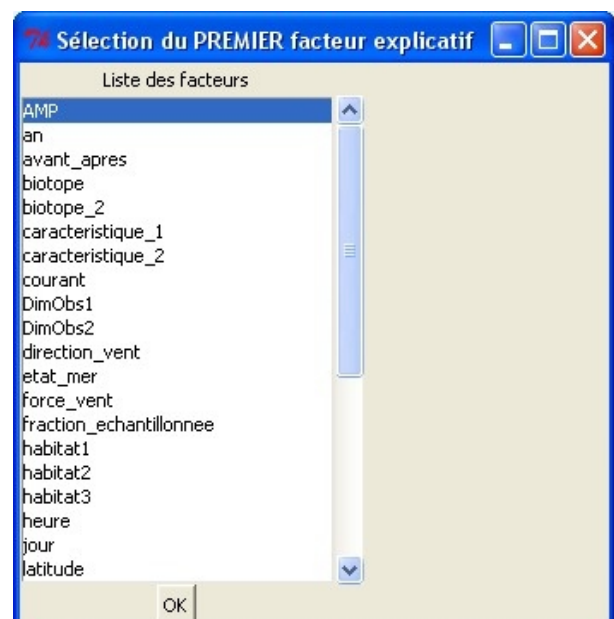 Sélection du PREMIER facteur explicatif
Liste des facteurs
AMP
an
avant_apres
biotope
biotope_2
caracteristique_1
caracteristique_2
courant
DimObs1
DimObs2
direction_vent
etat_mer
force_vent
fraction_echantillonnee
habitat1
habitat2
habitat3
heure
jour
latitude
OK